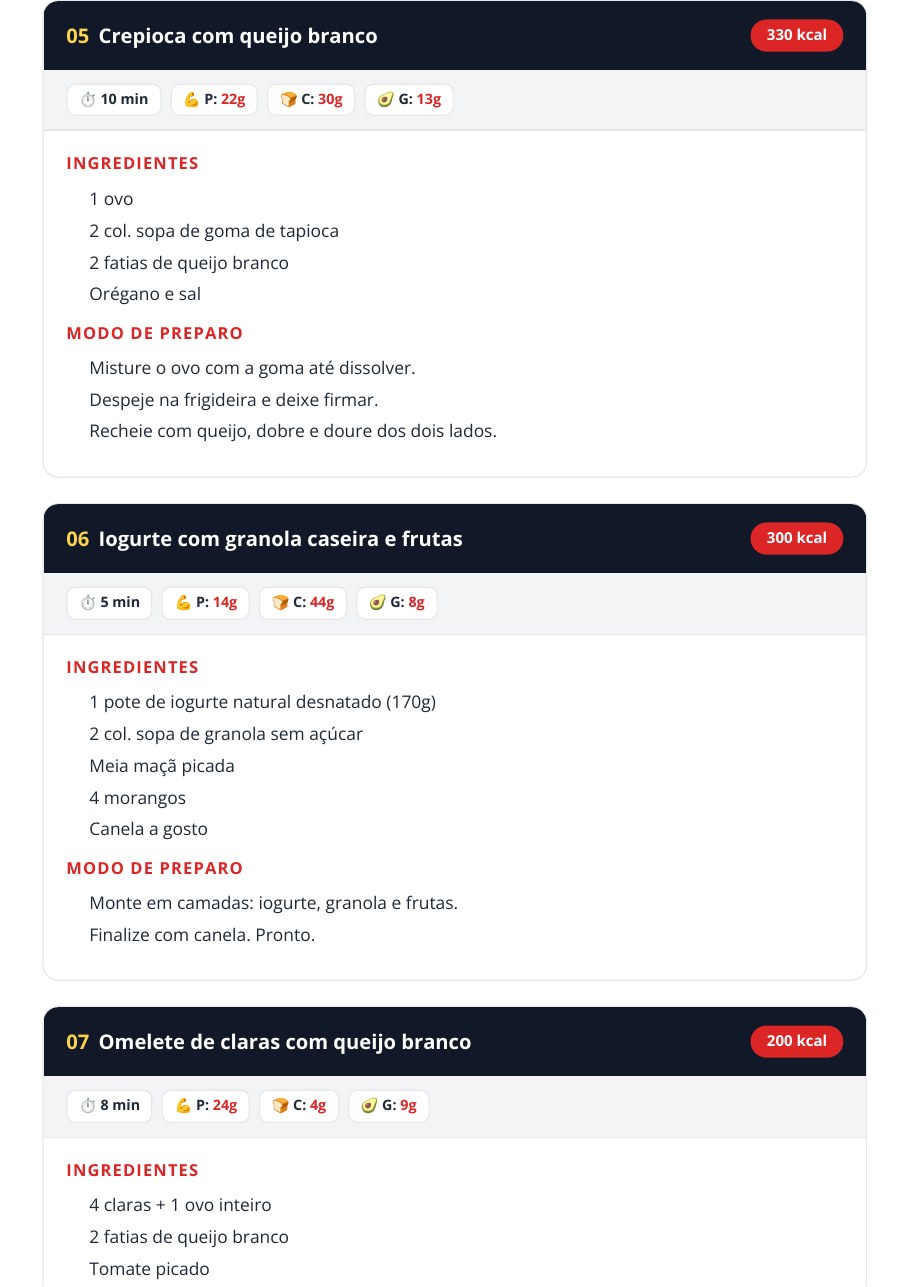 05 Crepioca com queijo branco 330 kcal
⏱️ 10 min 💪 P: 22g 🍞 C: 30g 🥑 G: 13g
INGREDIENTES
1 ovo
2 col. sopa de goma de tapioca
2 fatias de queijo branco
Orégano e sal
MODO DE PREPARO
Misture o ovo com a goma até dissolver.
Despeje na frigideira e deixe firmar.
Recheie com queijo, dobre e doure dos dois lados.
06 Iogurte com granola caseira e frutas 300 kcal
⏱️ 5 min 💪 P: 14g 🍞 C: 44g 🥑 G: 8g
INGREDIENTES
1 pote de iogurte natural desnatado (170g)
2 col. sopa de granola sem açúcar
Meia maçã picada
4 morangos
Canela a gosto
MODO DE PREPARO
Monte em camadas: iogurte, granola e frutas.
Finalize com canela. Pronto.
07 Omelete de claras com queijo branco 200 kcal
⏱️ 8 min 💪 P: 24g 🍞 C: 4g 🥑 G: 9g
INGREDIENTES
4 claras + 1 ovo inteiro
2 fatias de queijo branco
Tomate picado